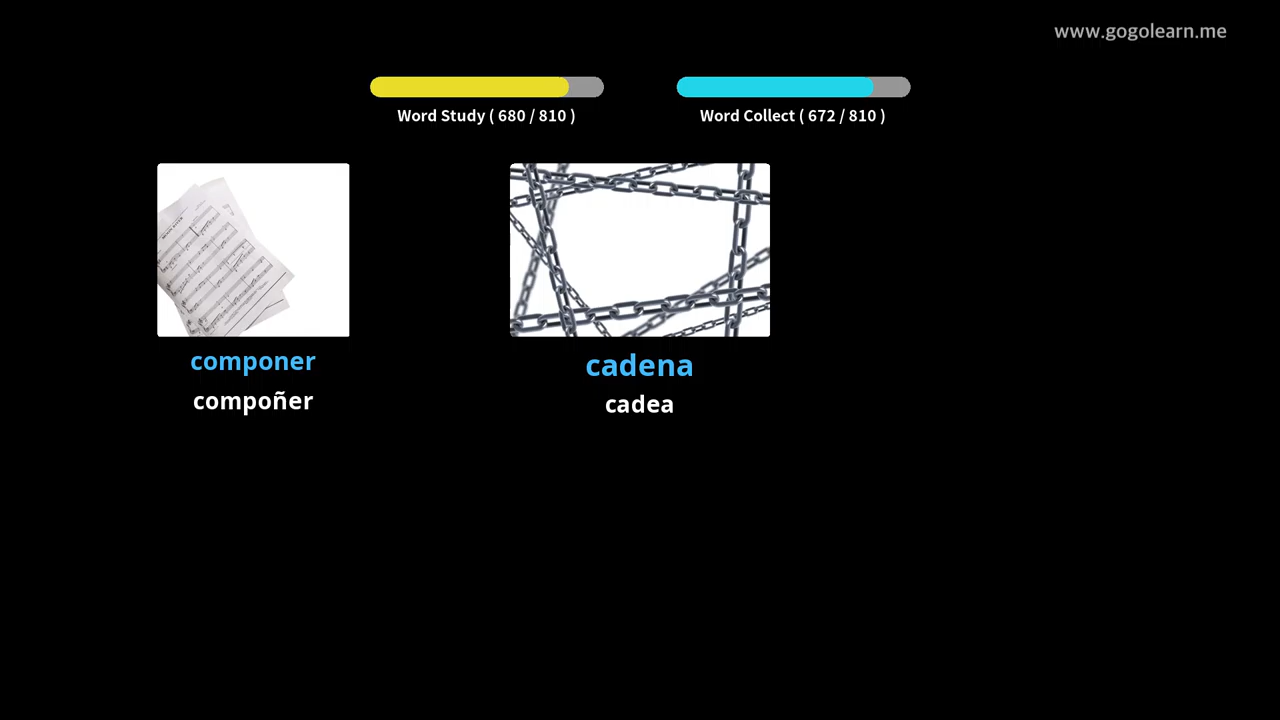 www.gogolearn.me
Word Study ( 680 / 810 )
Word Collect ( 672 / 810 )
componer
compoñer
cadena
cadea